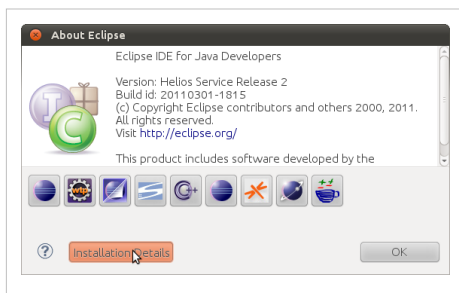 About Eclipse
Eclipse IDE for Java Developers
Version: Helios Service Release 2
Build id: 20110301-1815
(c) Copyright Eclipse contributors and others 2000, 2011.
All rights reserved.
Visit http://eclipse.org/
This product includes software developed by the
I
C
wtp
C++
?
Installation Details
OK